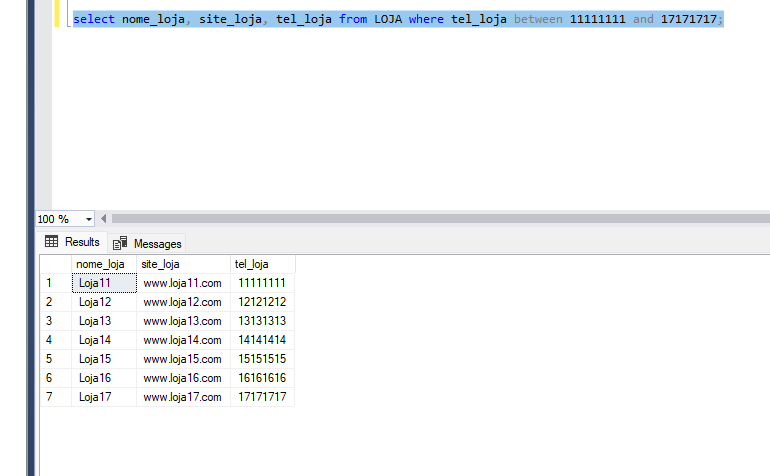 select nome_loja, site_loja, tel_loja from LOJA where tel_loja between 11111111 and 17171717;
100 %
Results Messages
nome_loja site_loja tel_loja
1 Loja11 www.loja11.com 11111111
2 Loja12 www.loja12.com 12121212
3 Loja13 www.loja13.com 13131313
4 Loja14 www.loja14.com 14141414
5 Loja15 www.loja15.com 15151515
6 Loja16 www.loja16.com 16161616
7 Loja17 www.loja17.com 17171717